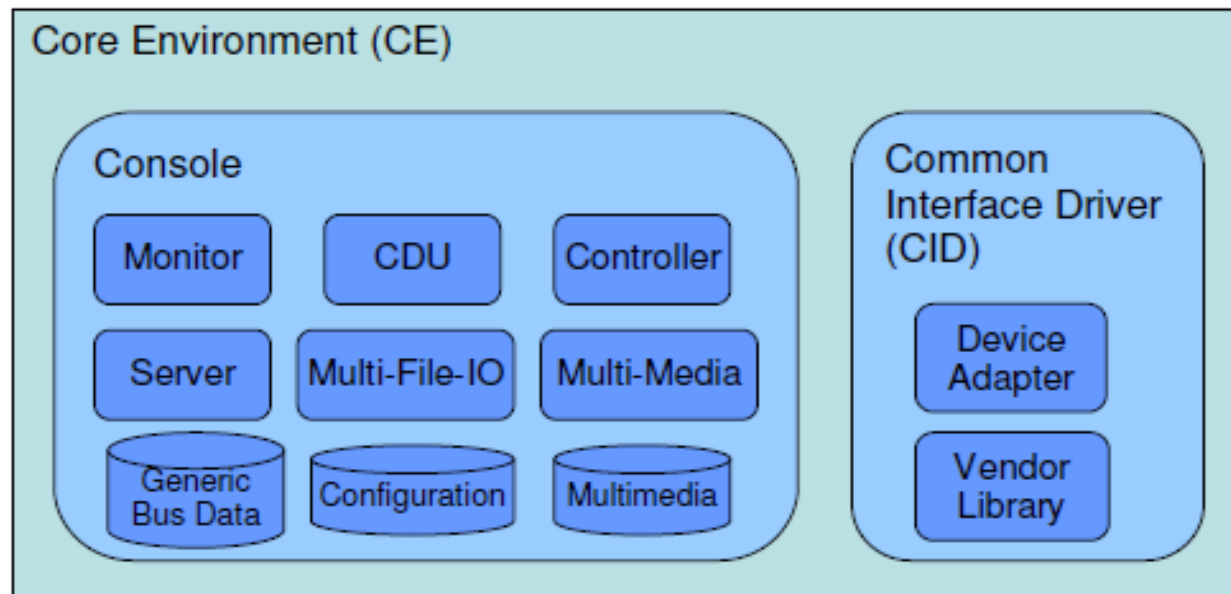 Core Environment (CE)
Console
Monitor
CDU
Controller
Server
Multi-File-IO
Multi-Media
Generic
Bus Data
Configuration
Multimedia
Common
Interface Driver
(CID)
Device
Adapter
Vendor
Library